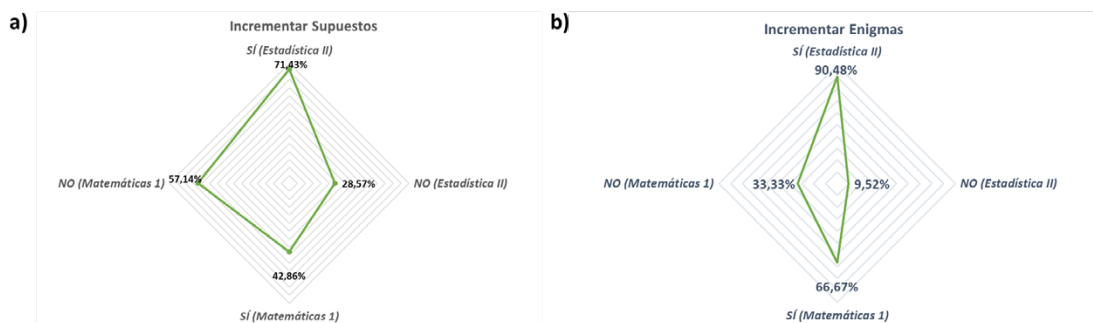 a)
Incrementar Supuestos
SÍ (Estadística II)
71,43%
NO (Matemáticas 1)
57,14%
28,57%
NO (Estadística II)
42,86%
SÍ (Matemáticas 1)
b)
Incrementar Enigmas
SÍ (Estadística II)
90,48%
NO (Matemáticas 1)
33,33%
9,52%
NO (Estadística II)
66,67%
SÍ (Matemáticas 1)